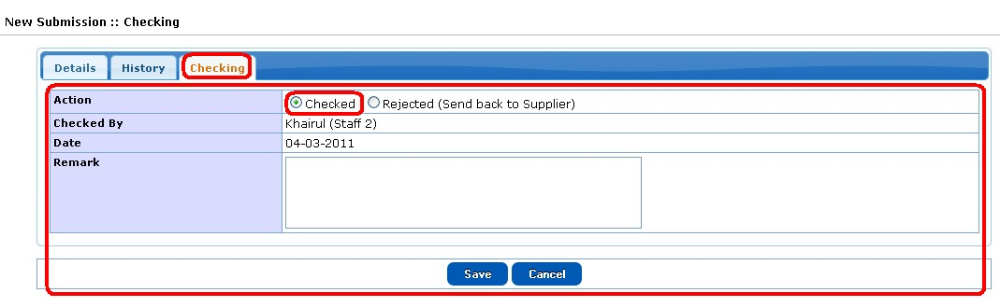 New Submission :: Checking
Details History Checking
Action Checked Rejected (Send back to Supplier)
Checked By Khairul (Staff 2)
Date 04-03-2011
Remark
Save Cancel